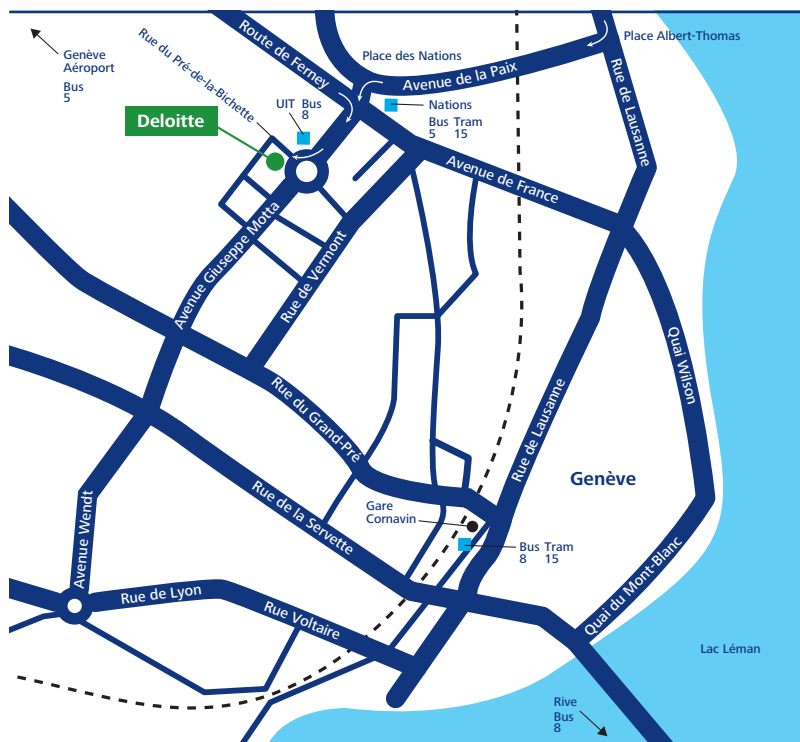 Genève
Aéroport
Bus
5
Rue du Pré-de-la-Bichette
Route de Ferney
Place des Nations
Avenue de la Paix
Place Albert-Thomas
Rue de Lausanne
UIT Bus
8
Nations
Bus Tram
5 15
Deloitte
Avenue de France
Avenue Giuseppe Motta
Rue de Vermont
Quai Wilson
Rue du Grand-Pré
Rue de Lausanne
Genève
Rue de la Servette
Gare
Cornavin
Avenue Wendt
Bus Tram
8 15
Quai du Mont-Blanc
Rue de Lyon
Rue Voltaire
Lac Léman
Rive
Bus
8